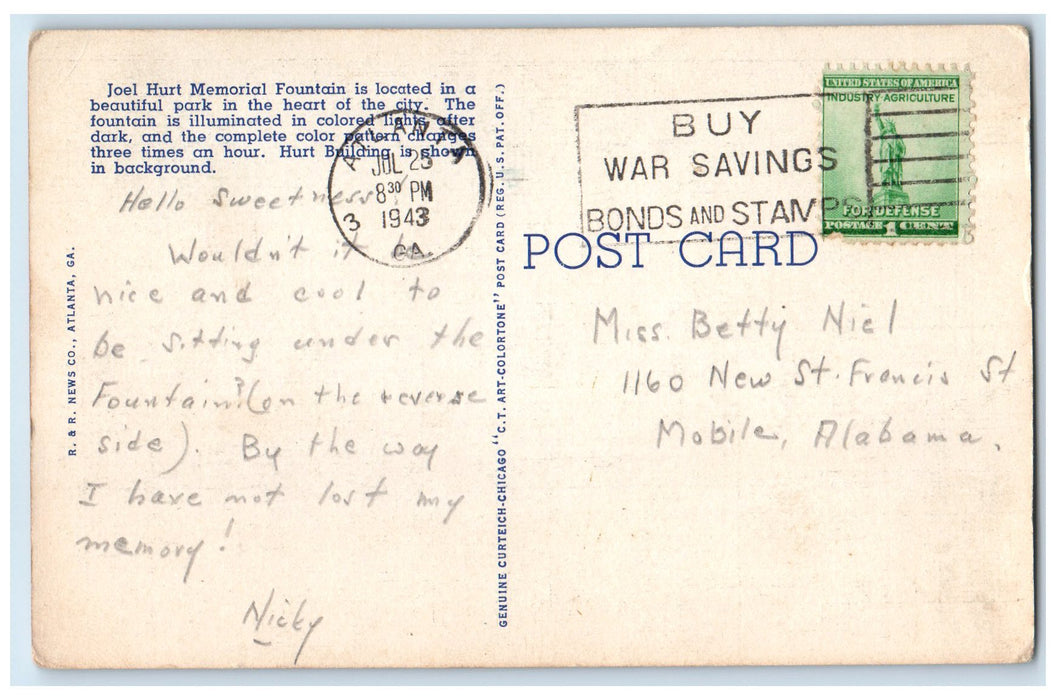 Joel Hurt Memorial Fountain is located in a
beautiful park in the heart of the city. The
fountain is illuminated in colored lights after
dark, and the complete color pattern changes
three times an hour. Hurt Building is shown
in background.
ATLANTA
JUL 25
8 30 PM
1943
3
GA.
Hello Sweetness
Wouldn't it
nice and cool to
be sitting under the
Fountain? (on the reverse
side). By the way
I have not lost my
memory!
Nicky
R. & R. NEWS CO., ATLANTA, GA.
GENUINE CURTEICH-CHICAGO "C.T. ART-COLORTONE" POST CARD (REG. U.S. PAT. OFF.)
BUY
WAR SAVINGS
BONDS AND STAMPS
UNITED STATES OF AMERICA
INDUSTRY AGRICULTURE
FOR DEFENSE
POSTAGE 1 CENT
POST CARD
Miss Betty Niel
1160 New St. Francis St
Mobile, Alabama.